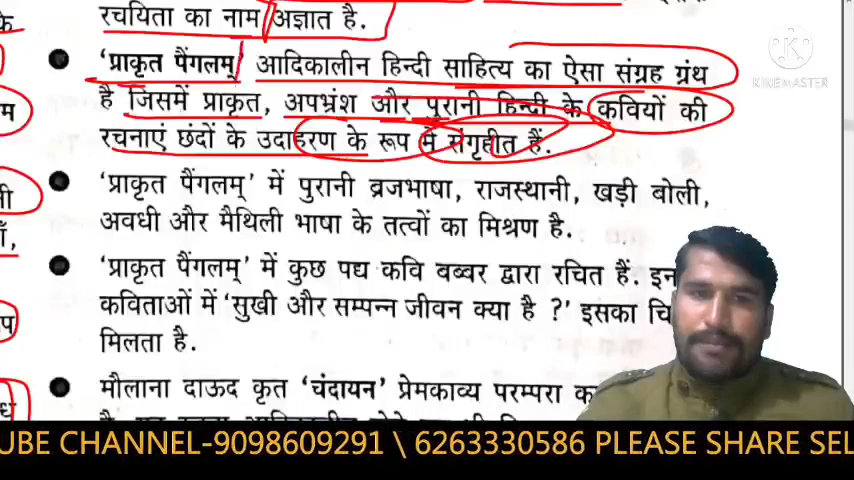 रचयिता का नाम अज्ञात है.
'प्राकृत पैंगलम्' आदिकालीन हिन्दी साहित्य का ऐसा संग्रह ग्रंथ
है जिसमें प्राकृत, अपभ्रंश और पुरानी हिन्दी के कवियों की
रचनाएं छंदों के उदाहरण के रूप में संगृहीत हैं.
'प्राकृत पैंगलम्' में पुरानी ब्रजभाषा, राजस्थानी, खड़ी बोली,
अवधी और मैथिली भाषा के तत्वों का मिश्रण है.
'प्राकृत पैंगलम्' में कुछ पद्य कवि बब्बर द्वारा रचित हैं. इन
कविताओं में 'सुखी और सम्पन्न जीवन क्या है ?' इसका चि
मिलता है.
मौलाना दाऊद कृत 'चंदायन' प्रेमकाव्य परम्परा क
KINEMASTER
UBE CHANNEL-9098609291 \ 6263330586 PLEASE SHARE SEL